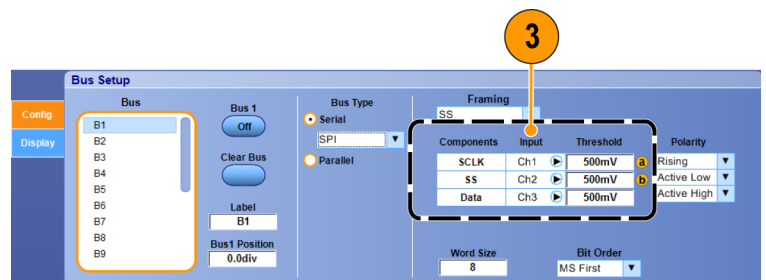 3
Bus Setup
Config
Display
Bus
B1
B2
B3
B4
B5
B6
B7
B8
B9
Bus 1
Off
Clear Bus
Label
B1
Bus1 Position
0.0div
Bus Type
Serial
SPI
Parallel
Framing
SS
Components Input Threshold Polarity
SCLK Ch1 500mV a Rising
SS Ch2 500mV b Active Low
Data Ch3 500mV Active High
Word Size Bit Order
8 MS First